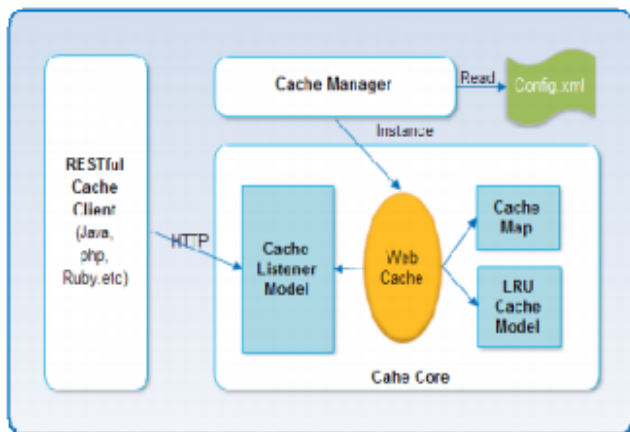 Cache Manager
Read
Config.xml
Instance
RESTful
Cache
Client
(Java,
php,
Ruby.etc)
HTTP
Cache
Listener
Model
Web
Cache
Cache
Map
LRU
Cache
Model
Cahe Core